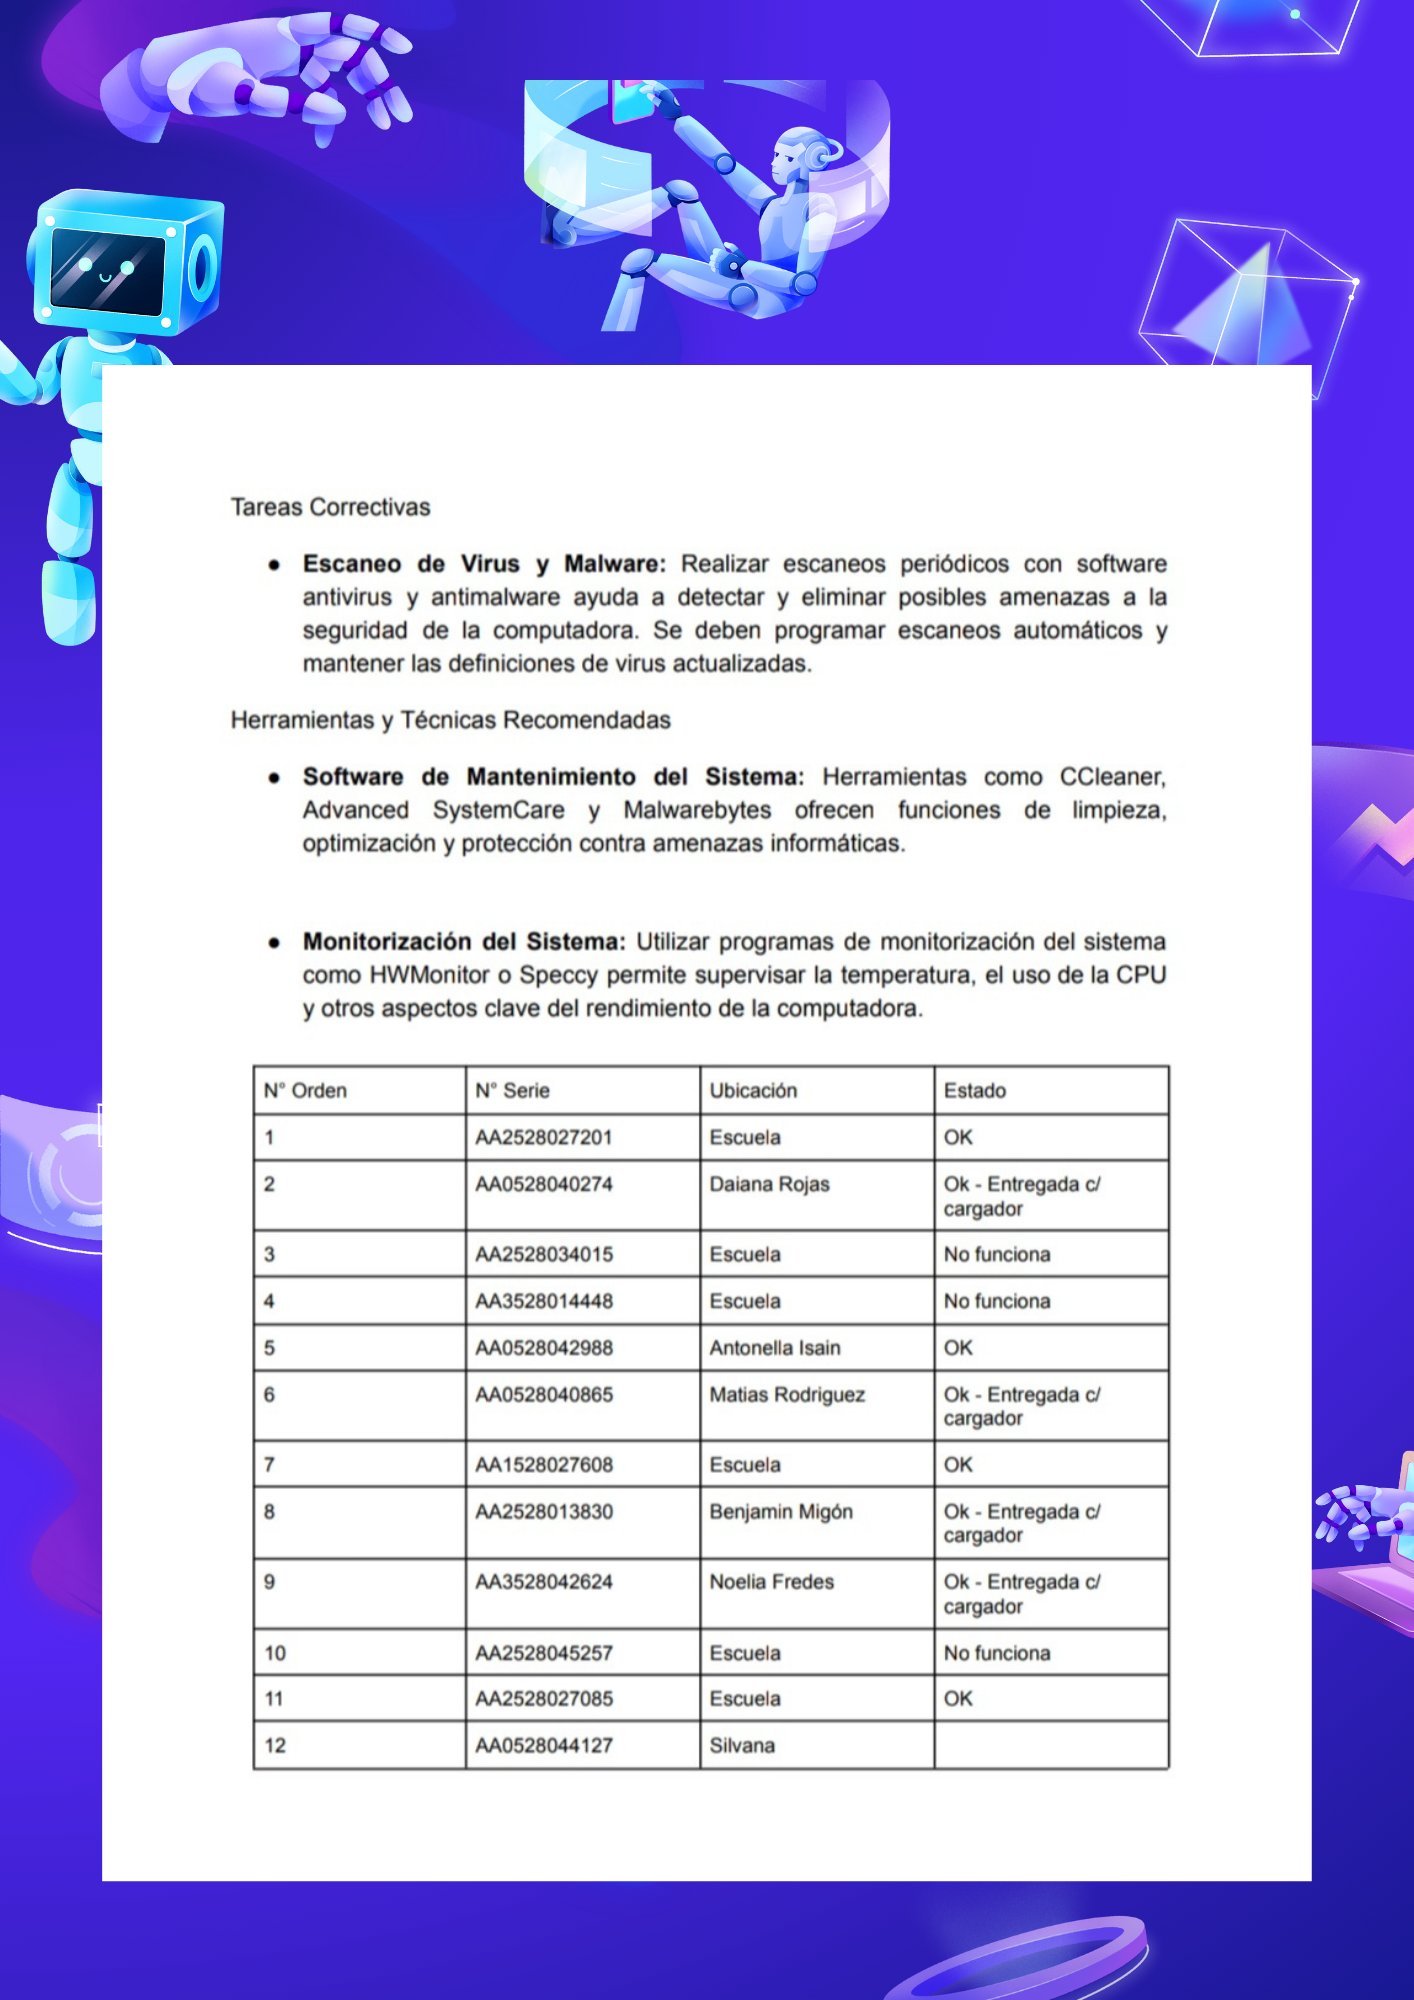 Tareas Correctivas
● Escaneo de Virus y Malware: Realizar escaneos periódicos con software
antivirus y antimalware ayuda a detectar y eliminar posibles amenazas a la
seguridad de la computadora. Se deben programar escaneos automáticos y
mantener las definiciones de virus actualizadas.
Herramientas y Técnicas Recomendadas
● Software de Mantenimiento del Sistema: Herramientas como CCleaner,
Advanced SystemCare y Malwarebytes ofrecen funciones de limpieza,
optimización y protección contra amenazas informáticas.
● Monitorización del Sistema: Utilizar programas de monitorización del sistema
como HWMonitor o Speccy permite supervisar la temperatura, el uso de la CPU
y otros aspectos clave del rendimiento de la computadora.
N° Orden N° Serie Ubicación Estado
1 AA2528027201 Escuela OK
2 AA0528040274 Daiana Rojas Ok - Entregada c/
cargador
3 AA2528034015 Escuela No funciona
4 AA3528014448 Escuela No funciona
5 AA0528042988 Antonella Isain OK
6 AA0528040865 Matias Rodriguez Ok - Entregada c/
cargador
7 AA1528027608 Escuela OK
8 AA2528013830 Benjamin Migón Ok - Entregada c/
cargador
9 AA3528042624 Noelia Fredes Ok - Entregada c/
cargador
10 AA2528045257 Escuela No funciona
11 AA2528027085 Escuela OK
12 AA0528044127 Silvana